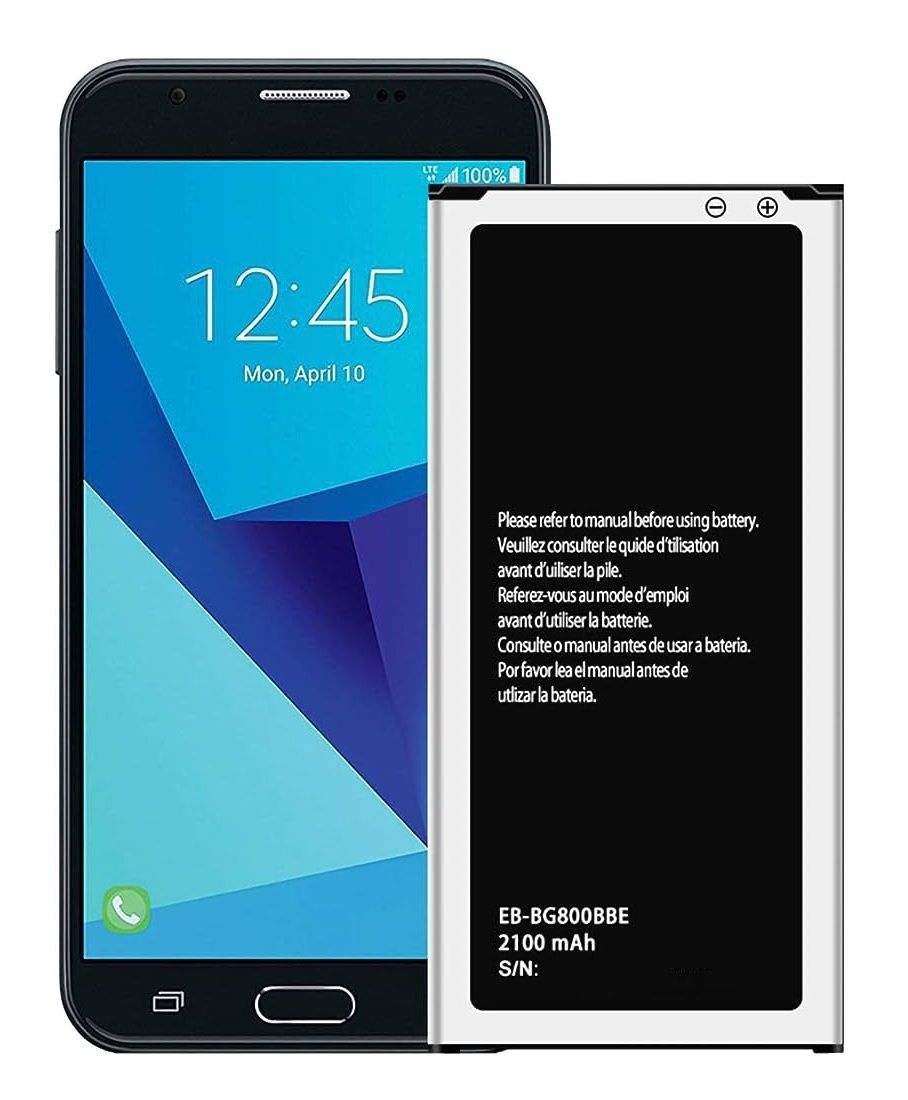 LTE 100%
12:45
Mon, April 10
Please refer to manual before using battery.
Veuillez consulter le quide d'tilisation
avant d'uiliser la pile.
Referez-vous au mode d'emploi
avant d'utiliser la batterie.
Consulte o manual antes de usar a bateria.
Por favor lea el manual antes de
utlizar la bateria.
EB-BG800BBE
2100 mAh
S/N: